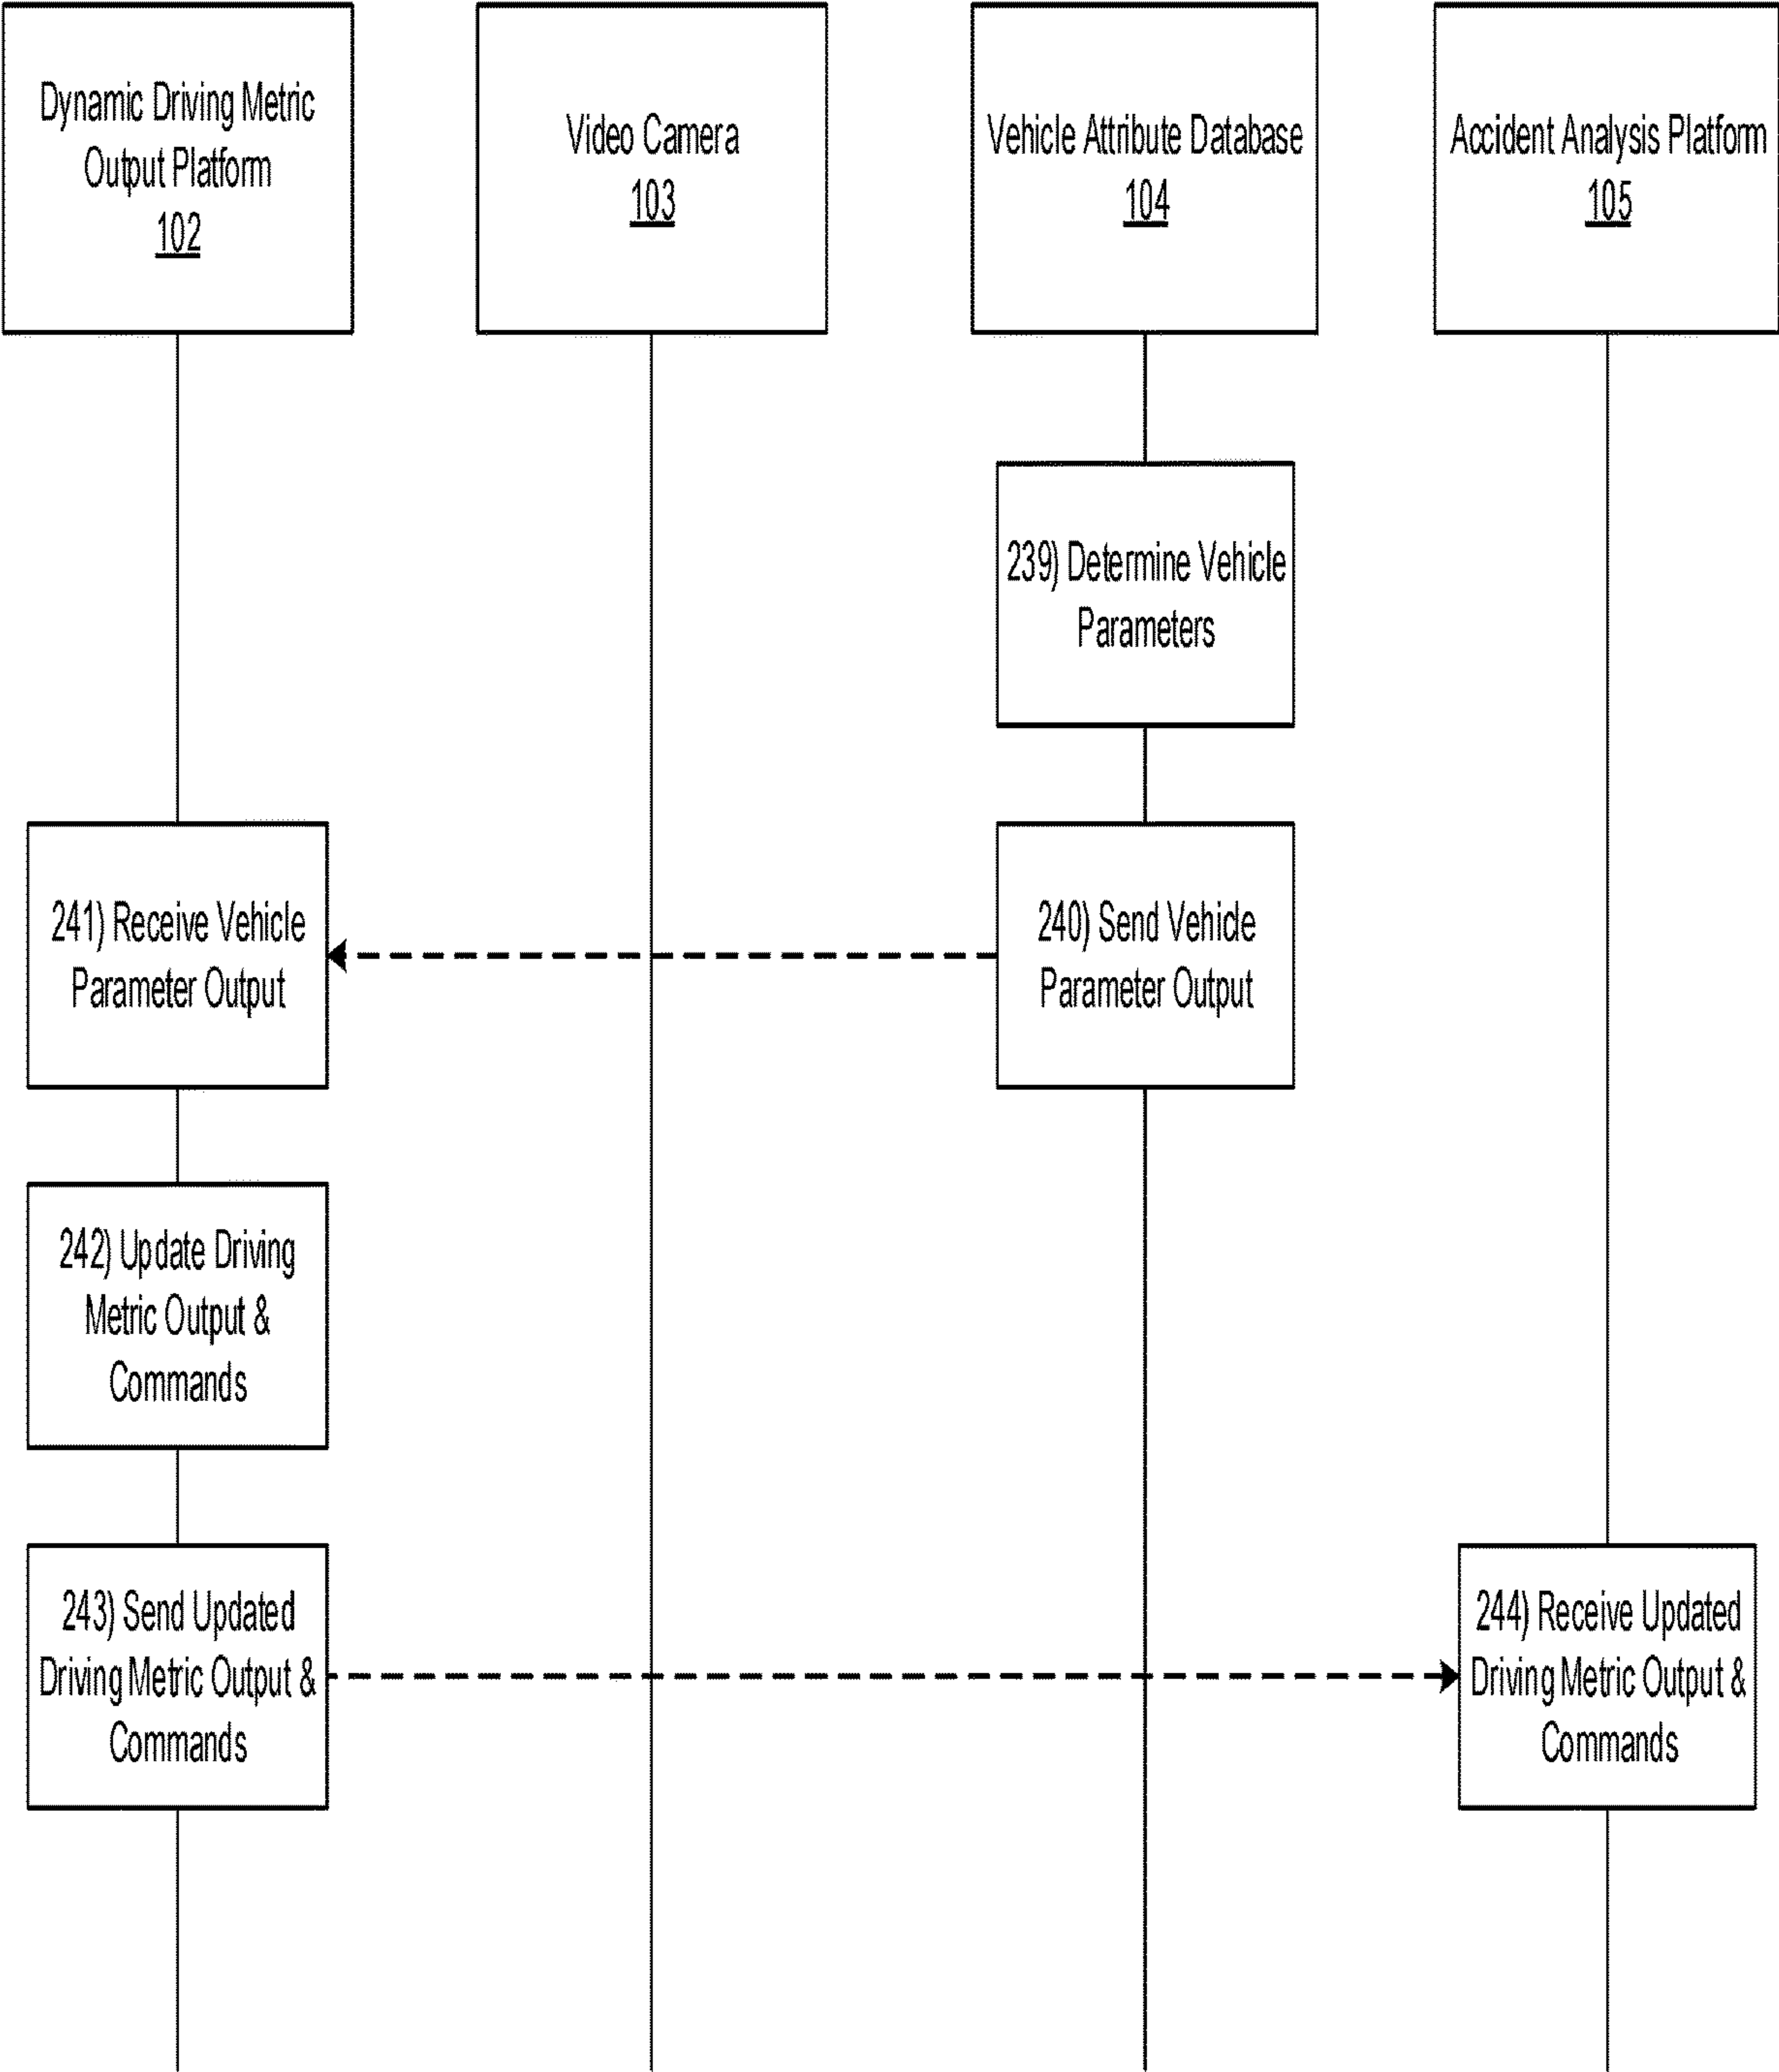 Dynamic Driving Metric
Output Platform
102
Video Camera
103
Vehicle Attribute Database
104
Accident Analysis Platform
105
239) Determine Vehicle
Parameters
241) Receive Vehicle
Parameter Output
240) Send Vehicle
Parameter Output
242) Update Driving
Metric Output &
Commands
243) Send Updated
Driving Metric Output &
Commands
244) Receive Updated
Driving Metric Output &
Commands